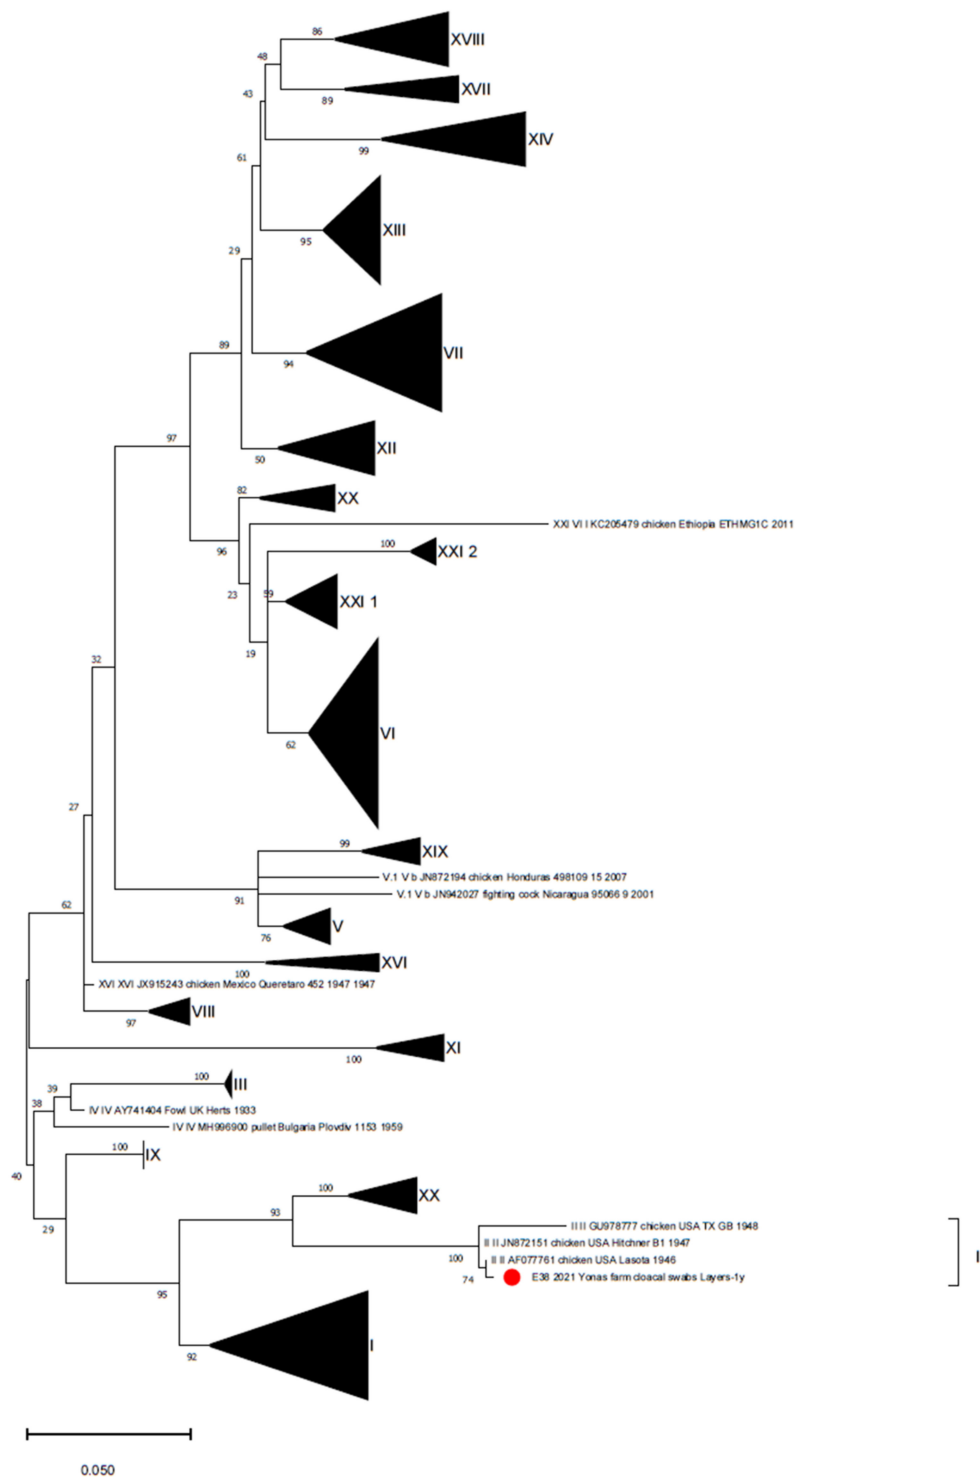 86
XVIII
48
XVII
89
43
XIV
99
61
XIII
95
29
VII
89
94
97
XII
50
82
XX
XXI VI I KC205479 chicken Ethiopia ETHMG1C 2011
100
XXI 2
96
23
59
XXI 1
19
32
VI
62
27
99
XIX
V.1 V b JN872194 chicken Honduras 498109 15 2007
V.1 V b JN942027 fighting cock Nicaragua 95066 9 2001
91
62
V
76
XVI
100
XVI XVI JX915243 chicken Mexico Queretaro 452 1947 1947
VIII
97
XI
100
100
III
39
38
IV IV AY741404 Fowl UK Herts 1933
IV IV MH996900 pullet Bulgaria Plovdiv 1153 1959
100
IX
40
100
XX
93
29
II II GU978777 chicken USA TX GB 1948
II II JN872151 chicken USA Hitchner B1 1947
100
II II AF077761 chicken USA Lasota 1946
I
74
E38 2021 Yonas farm cloacal swabs Layers-1y
95
I
92
0.050